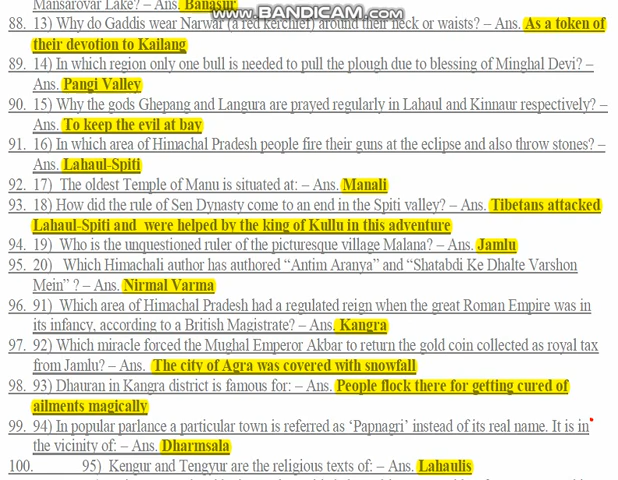 Mansarovar Lake? – Ans. Banasur
www.BANDICAM.com
88. 13) Why do Gaddis wear Narwar (a red kerchief) around their neck or waists? – Ans. As a token of
their devotion to Kailang
89. 14) In which region only one bull is needed to pull the plough due to blessing of Minghal Devi? –
Ans. Pangi Valley
90. 15) Why the gods Ghepang and Langura are prayed regularly in Lahaul and Kinnaur respectively? –
Ans. To keep the evil at bay
91. 16) In which area of Himachal Pradesh people fire their guns at the eclipse and also throw stones? –
Ans. Lahaul-Spiti
92. 17) The oldest Temple of Manu is situated at: – Ans. Manali
93. 18) How did the rule of Sen Dynasty come to an end in the Spiti valley? – Ans. Tibetans attacked
Lahaul-Spiti and were helped by the king of Kullu in this adventure
94. 19) Who is the unquestioned ruler of the picturesque village Malana? – Ans. Jamlu
95. 20) Which Himachali author has authored “Antim Aranya” and “Shatabdi Ke Dhalte Varshon
Mein” ? – Ans. Nirmal Varma
96. 91) Which area of Himachal Pradesh had a regulated reign when the great Roman Empire was in
its infancy, according to a British Magistrate? – Ans. Kangra
97. 92) Which miracle forced the Mughal Emperor Akbar to return the gold coin collected as royal tax
from Jamlu? – Ans. The city of Agra was covered with snowfall
98. 93) Dhauran in Kangra district is famous for: – Ans. People flock there for getting cured of
ailments magically
99. 94) In popular parlance a particular town is referred as ‘Papnagri’ instead of its real name. It is in
the vicinity of: – Ans. Dharmsala
100. 95) Kengur and Tengyur are the religious texts of: – Ans. Lahaulis